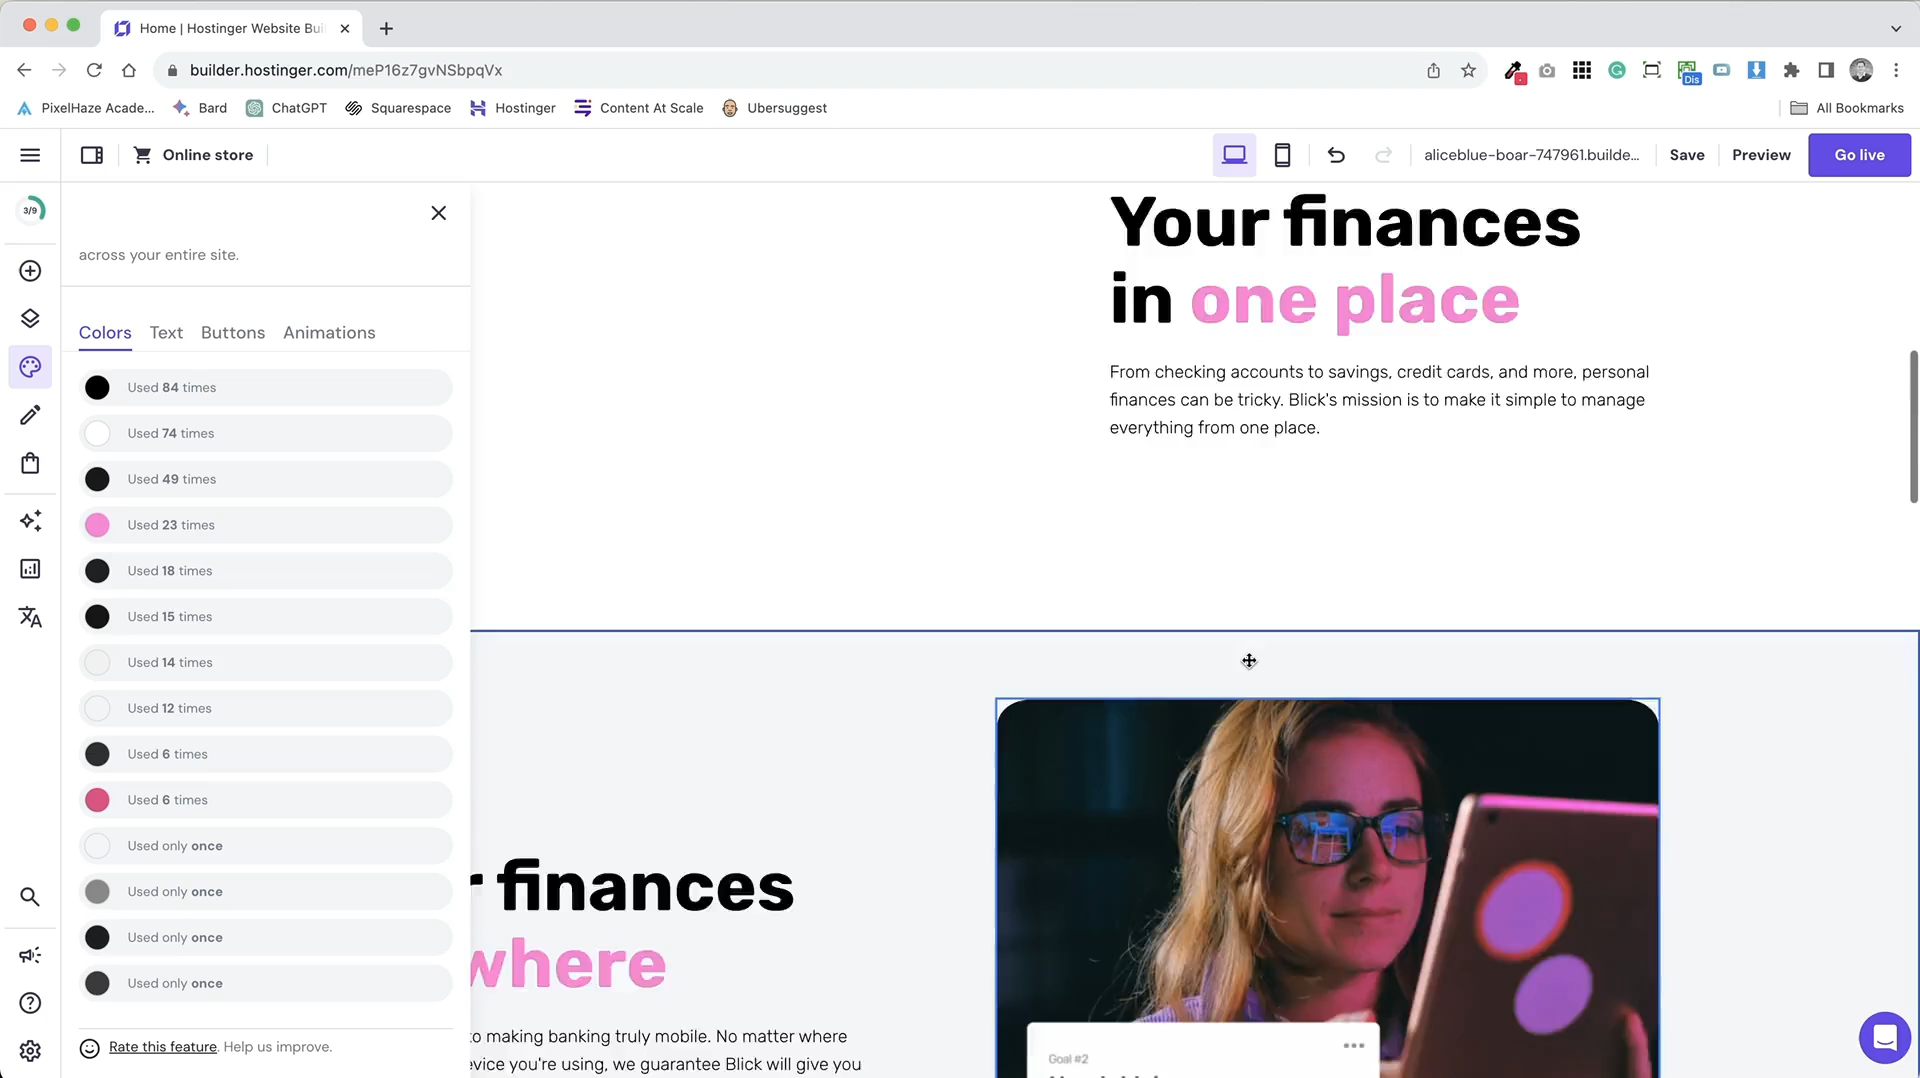 Home | Hostinger Website Bui
builder.hostinger.com/meP16z7gvNSbpqVx
Dis
PixelHaze Acade...
Bard
ChatGPT
Squarespace
Hostinger
Content At Scale
Ubersuggest
All Bookmarks
Online store
aliceblue-boar-747961.builde...
Save
Preview
Go live
3/9
across your entire site.
Colors
Text
Buttons
Animations
Used 84 times
Used 74 times
Used 49 times
Used 23 times
Used 18 times
Used 15 times
Used 14 times
Used 12 times
Used 6 times
Used 6 times
Used only once
Used only once
Used only once
Used only once
Rate this feature. Help us improve.
Your finances
in one place
From checking accounts to savings, credit cards, and more, personal
finances can be tricky. Blick's mission is to make it simple to manage
everything from one place.
r finances
where
to making banking truly mobile. No matter where
evice you're using, we guarantee Blick will give you
Goal #2